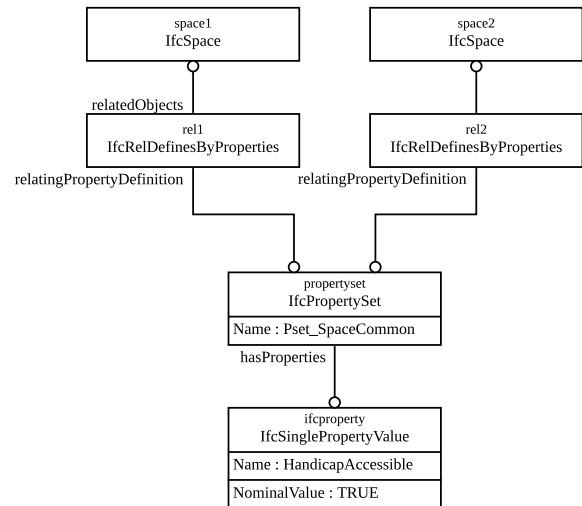 space1
IfcSpace
space2
IfcSpace
relatedObjects
rel1
IfcRelDefinesByProperties
rel2
IfcRelDefinesByProperties
relatingPropertyDefinition
relatingPropertyDefinition
propertyset
IfcPropertySet
Name : Pset_SpaceCommon
hasProperties
ifcproperty
IfcSinglePropertyValue
Name : HandicapAccessible
NominalValue : TRUE